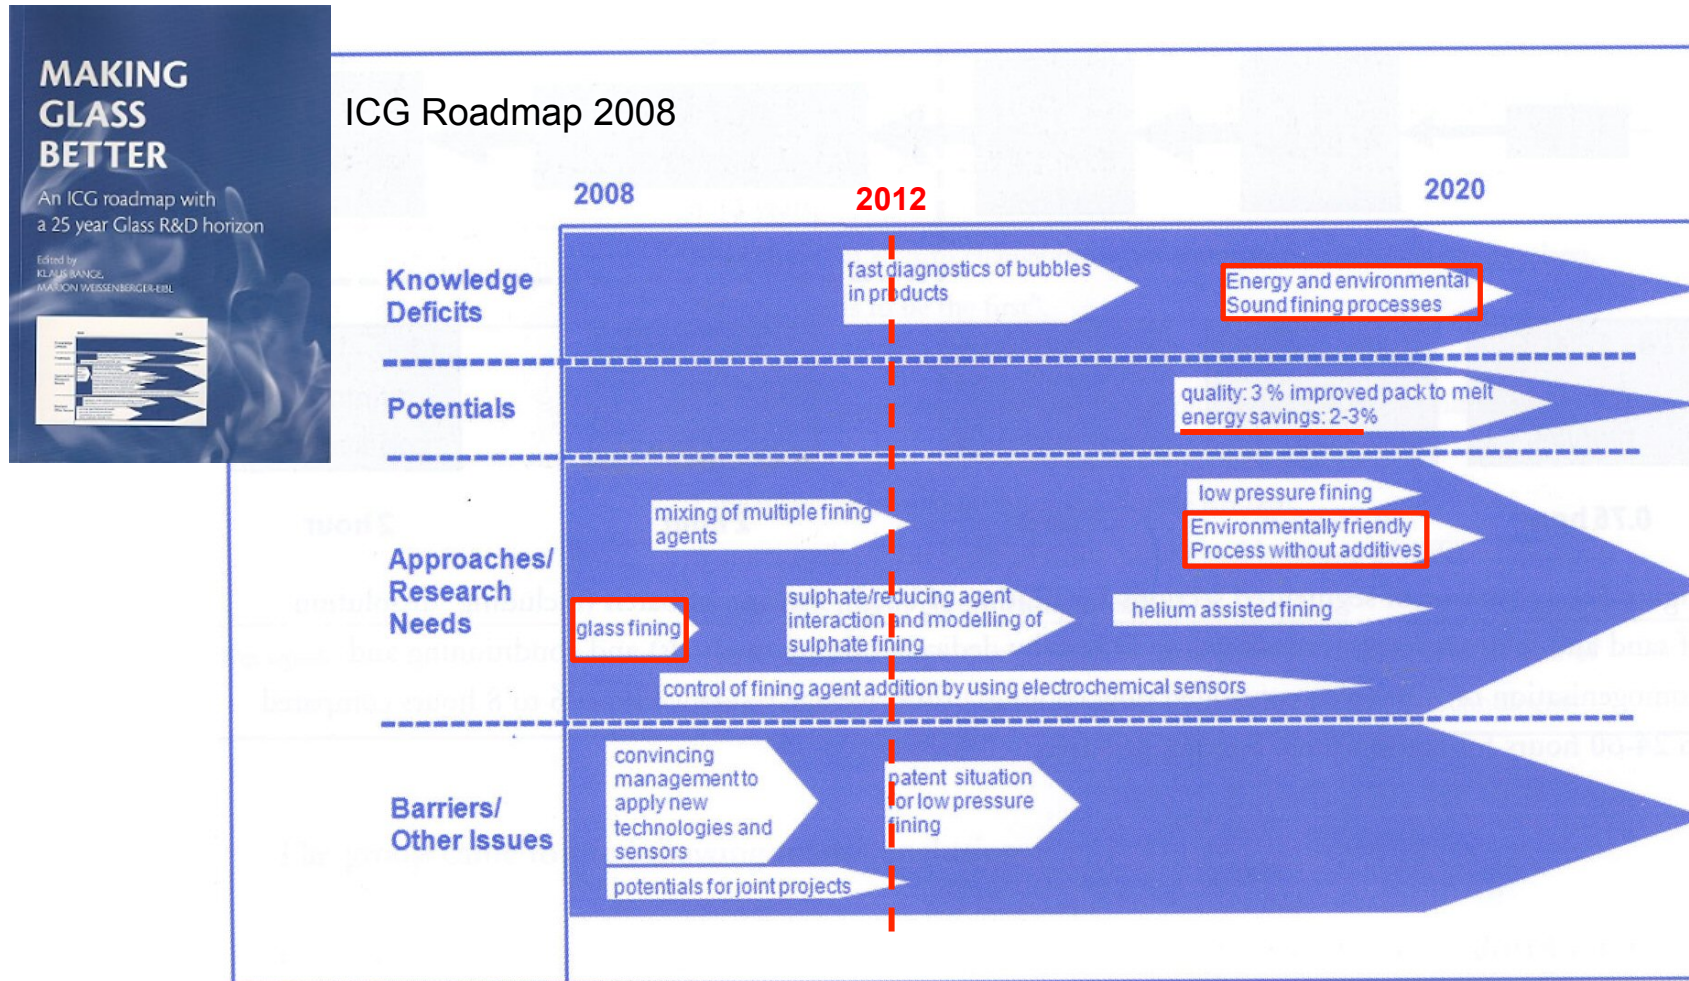 MAKING
GLASS
BETTER
An ICG roadmap with
a 25 year Glass R&D horizon
Edited by
KLAUS BANGE,
MARION WEISSENBERGER-EIBL
ICG Roadmap 2008
2008
2012
2020
Knowledge
Deficits
fast diagnostics of bubbles
in products
Energy and environmental
Sound fining processes
Potentials
quality: 3 % improved pack to melt
energy savings: 2-3%
Approaches/
Research
Needs
mixing of multiple fining
agents
low pressure fining
Environmentally friendly
Process without additives
glass fining
sulphate/reducing agent
interaction and modelling of
sulphate fining
helium assisted fining
control of fining agent addition by using electrochemical sensors
Barriers/
Other Issues
convincing
management to
apply new
technologies and
sensors
patent situation
for low pressure
fining
potentials for joint projects